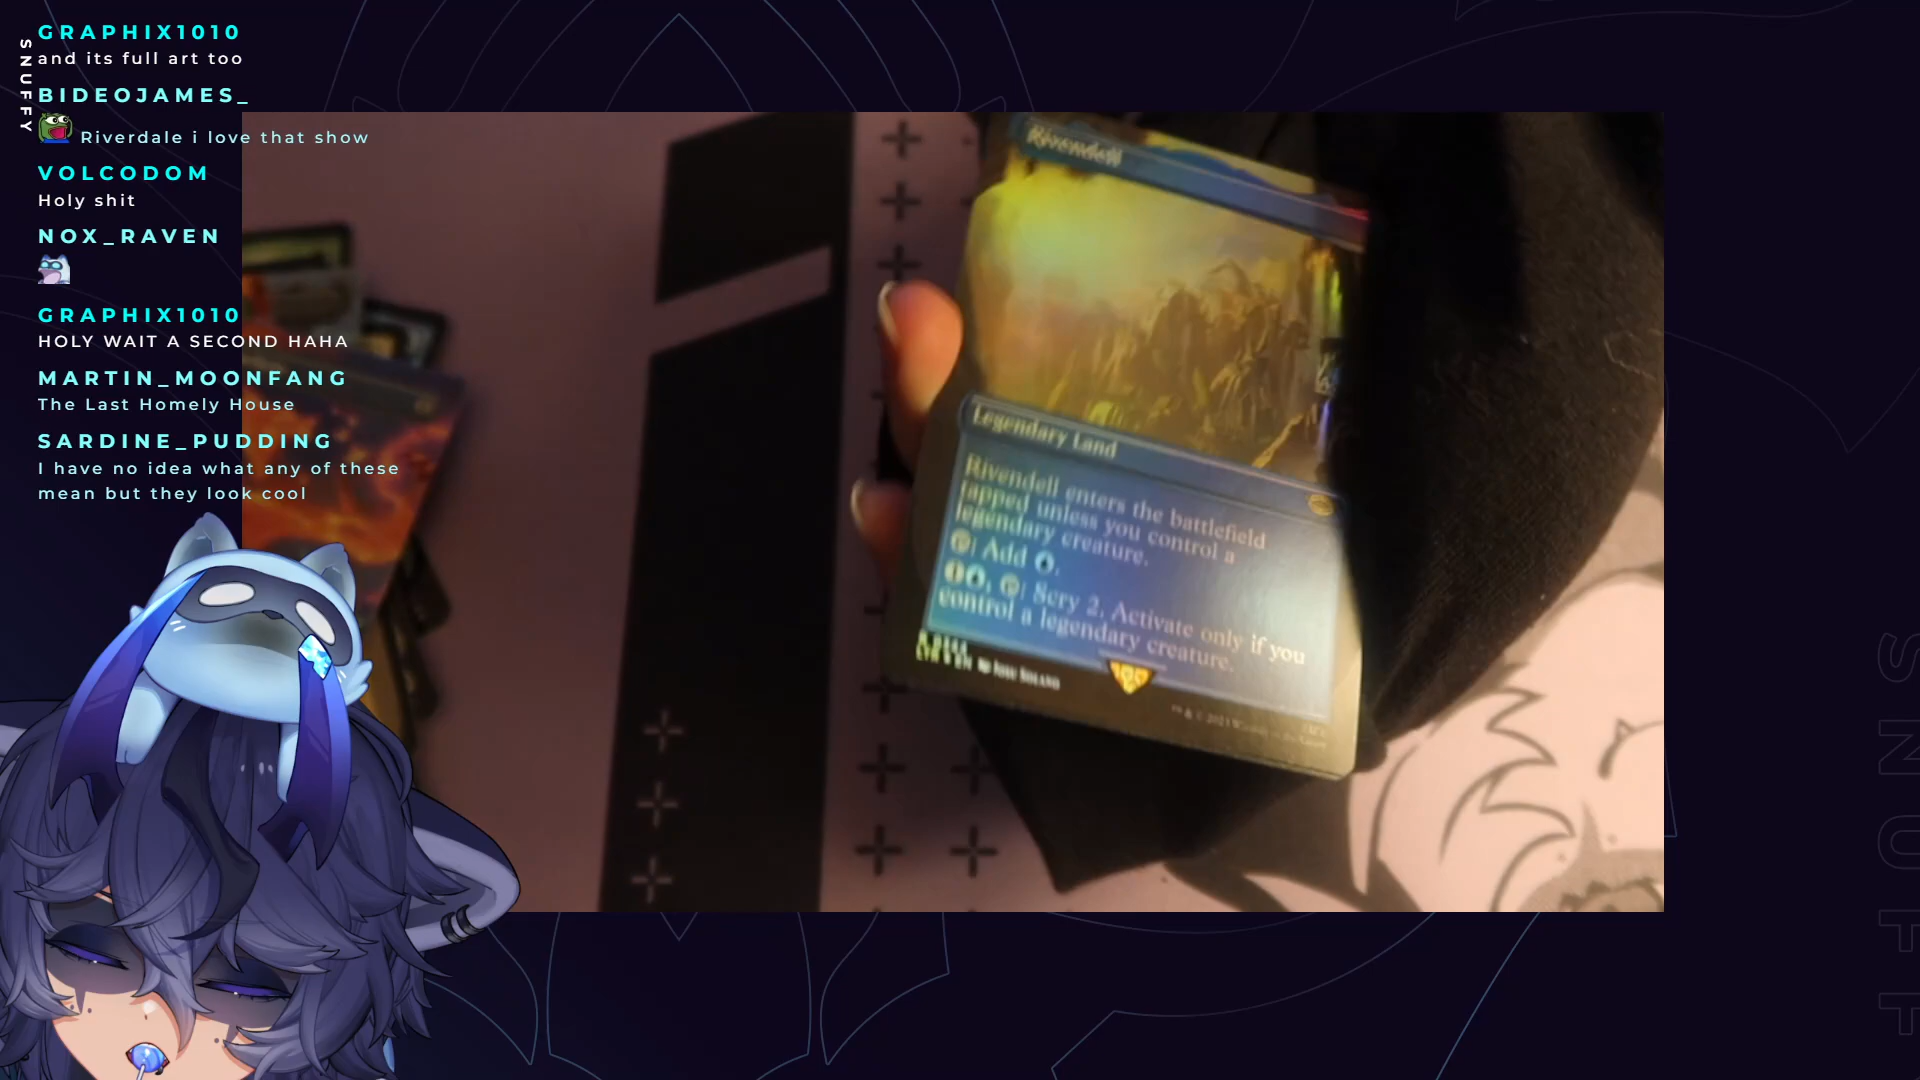 GRAPHIX1010
and its full art too
SNUFFY
BIDEOJAMES_
Riverdale i love that show
VOLCODOM
Holy shit
NOX_RAVEN
GRAPHIX1010
HOLY WAIT A SECOND HAHA
MARTIN_MOONFANG
The Last Homely House
SARDINE_PUDDING
I have no idea what any of these
mean but they look cool
Rivendell
Legendary Land
Rivendell enters the battlefield
tapped unless you control a
legendary creature.
: Add .
, : Scry 2. Activate only if you
control a legendary creature.
SNUFF